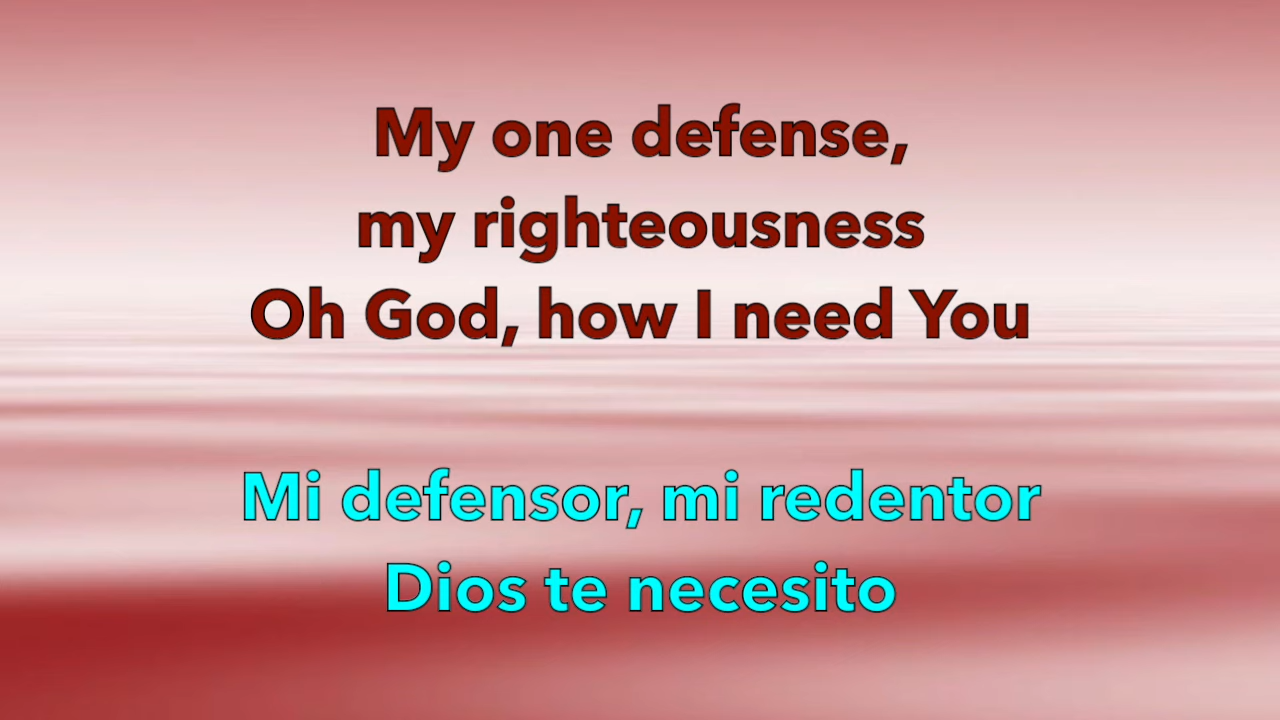 My one defense,
my righteousness
Oh God, how I need You
Mi defensor, mi redentor
Dios te necesito